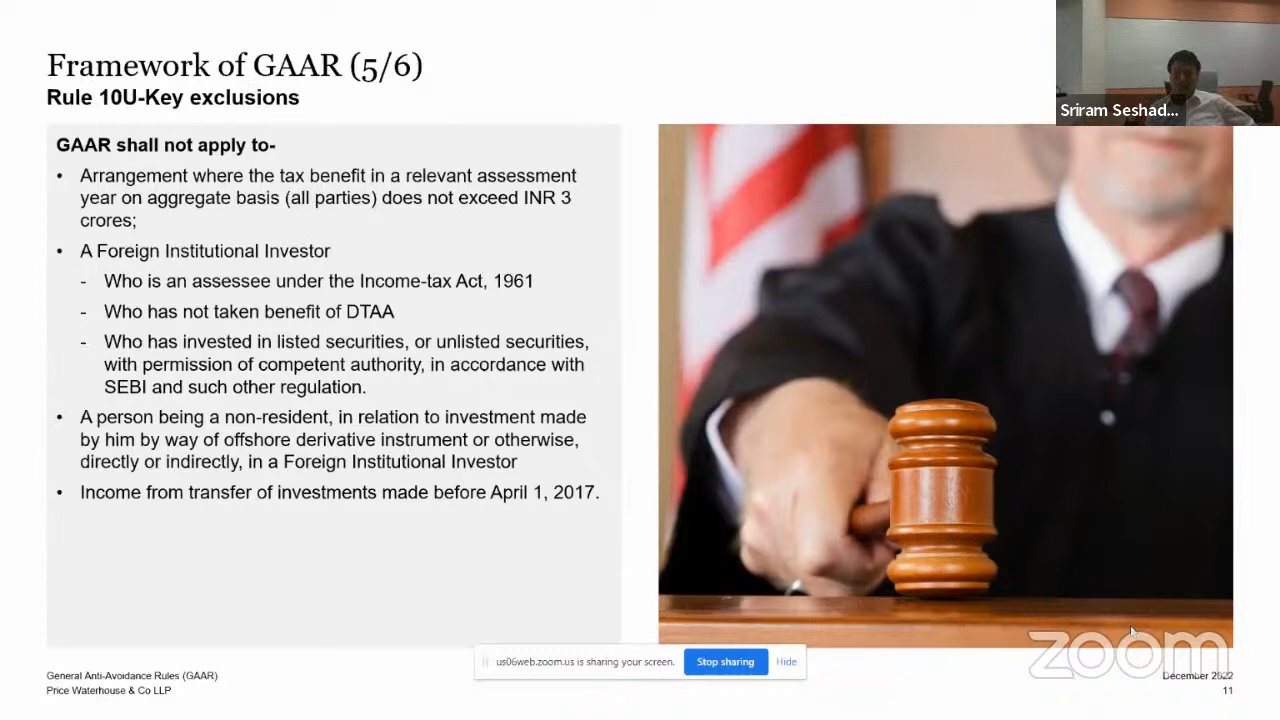 Framework of GAAR (5/6)
Rule 10U-Key exclusions
Sriram Seshad...
GAAR shall not apply to-
• Arrangement where the tax benefit in a relevant assessment
year on aggregate basis (all parties) does not exceed INR 3
crores;
• A Foreign Institutional Investor
- Who is an assessee under the Income-tax Act, 1961
- Who has not taken benefit of DTAA
- Who has invested in listed securities, or unlisted securities,
with permission of competent authority, in accordance with
SEBI and such other regulation.
• A person being a non-resident, in relation to investment made
by him by way of offshore derivative instrument or otherwise,
directly or indirectly, in a Foreign Institutional Investor
• Income from transfer of investments made before April 1, 2017.
zoom
us06web.zoom.us is sharing your screen. Stop sharing Hide
General Anti-Avoidance Rules (GAAR)
Price Waterhouse & Co LLP
December 2022
11